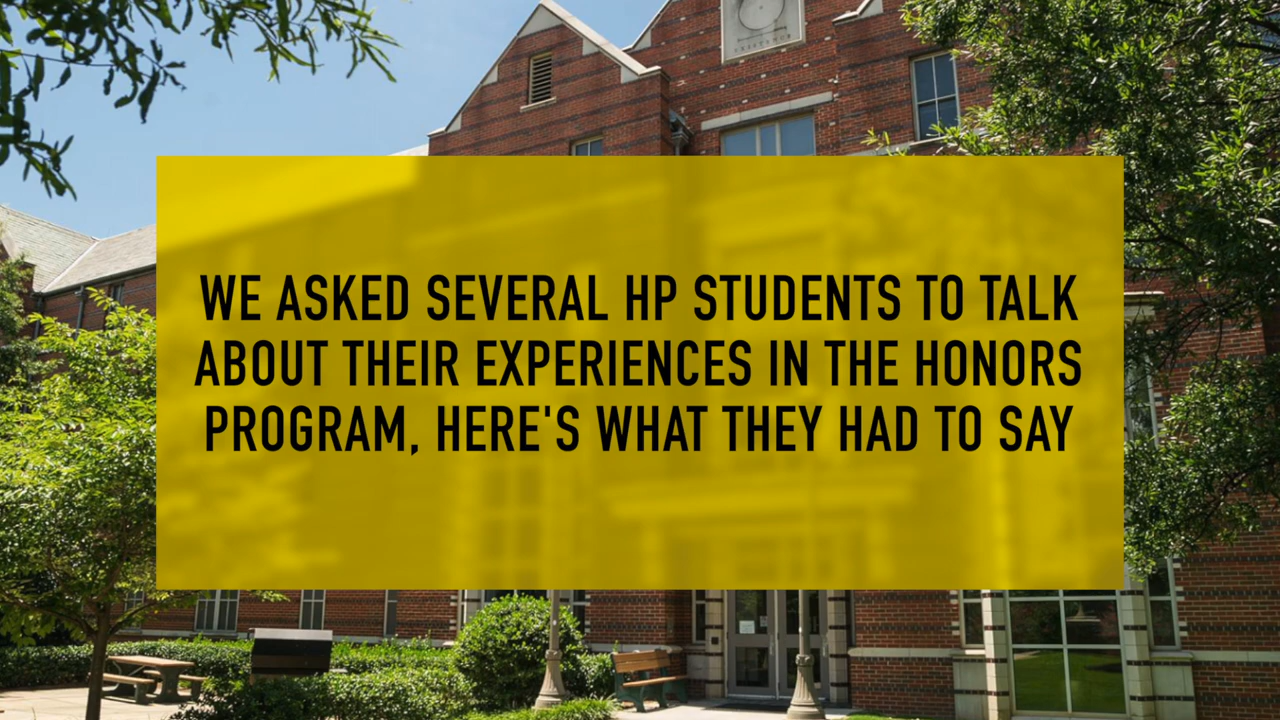 WE ASKED SEVERAL HP STUDENTS TO TALK
ABOUT THEIR EXPERIENCES IN THE HONORS
PROGRAM, HERE'S WHAT THEY HAD TO SAY